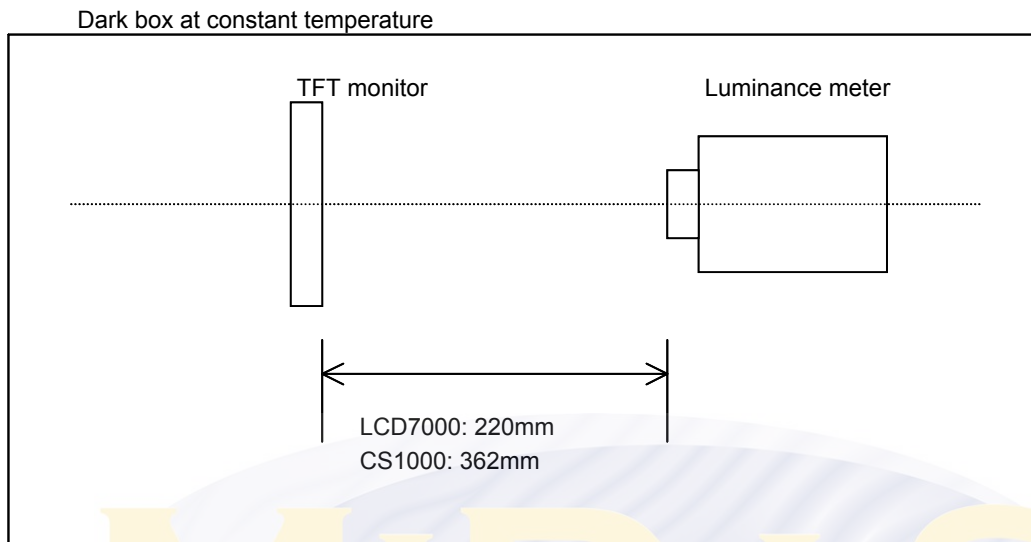 Dark box at constant temperature
TFT monitor
Luminance meter
LCD7000: 220mm
CS1000: 362mm